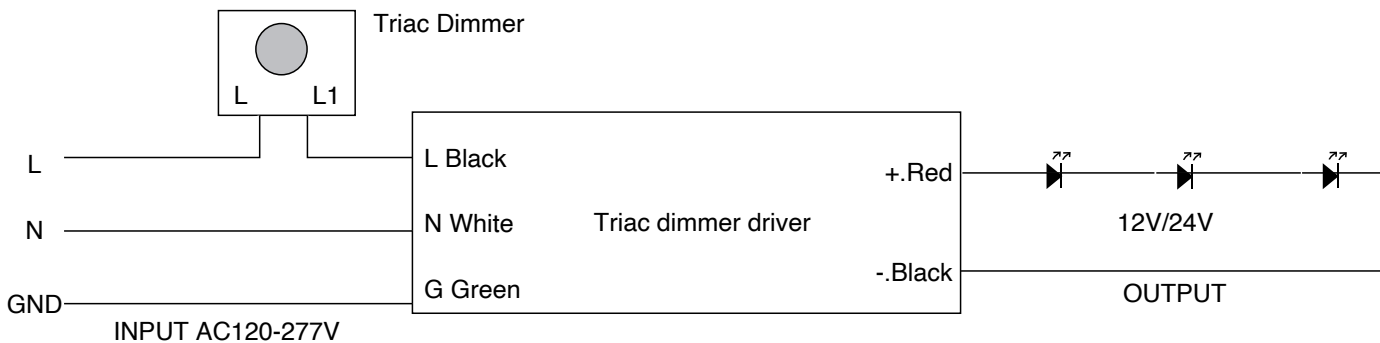 Triac Dimmer
L L1
L
L Black
N
N White
GND
G Green
INPUT AC120-277V
Triac dimmer driver
+.Red
-.Black
12V/24V
OUTPUT